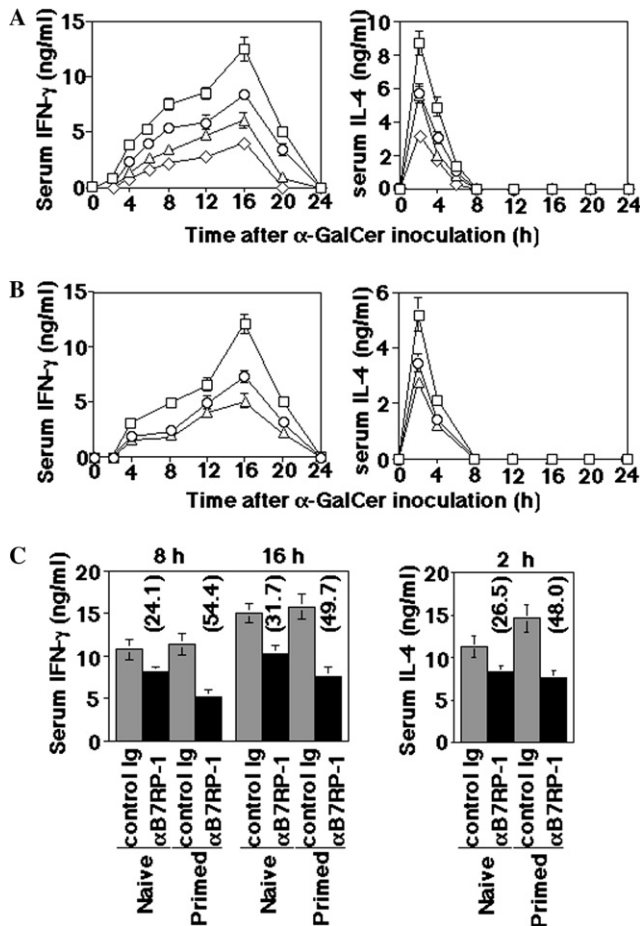 A
Serum IFN-γ (ng/ml)
15
10
5
0
0 4 8 12 16 20 24
serum IL-4 (ng/ml)
10
8
6
4
2
0
0 4 8 12 16 20 24
Time after α-GalCer inoculation (h)
B
Serum IFN-γ (ng/ml)
15
10
5
0
0 4 8 12 16 20 24
serum IL-4 (ng/ml)
6
4
2
0
0 4 8 12 16 20 24
Time after α-GalCer inoculation (h)
C
8 h 16 h
Serum IFN-γ (ng/ml)
20
15
10
5
0
(24.1) (54.4) (31.7) (49.7)
control Ig αB7RP-1 control Ig αB7RP-1 control Ig αB7RP-1 control Ig αB7RP-1
Naive Primed Naive Primed
2 h
Serum IL-4 (ng/ml)
20
15
10
5
0
(26.5) (48.0)
control Ig αB7RP-1 control Ig αB7RP-1
Naive Primed